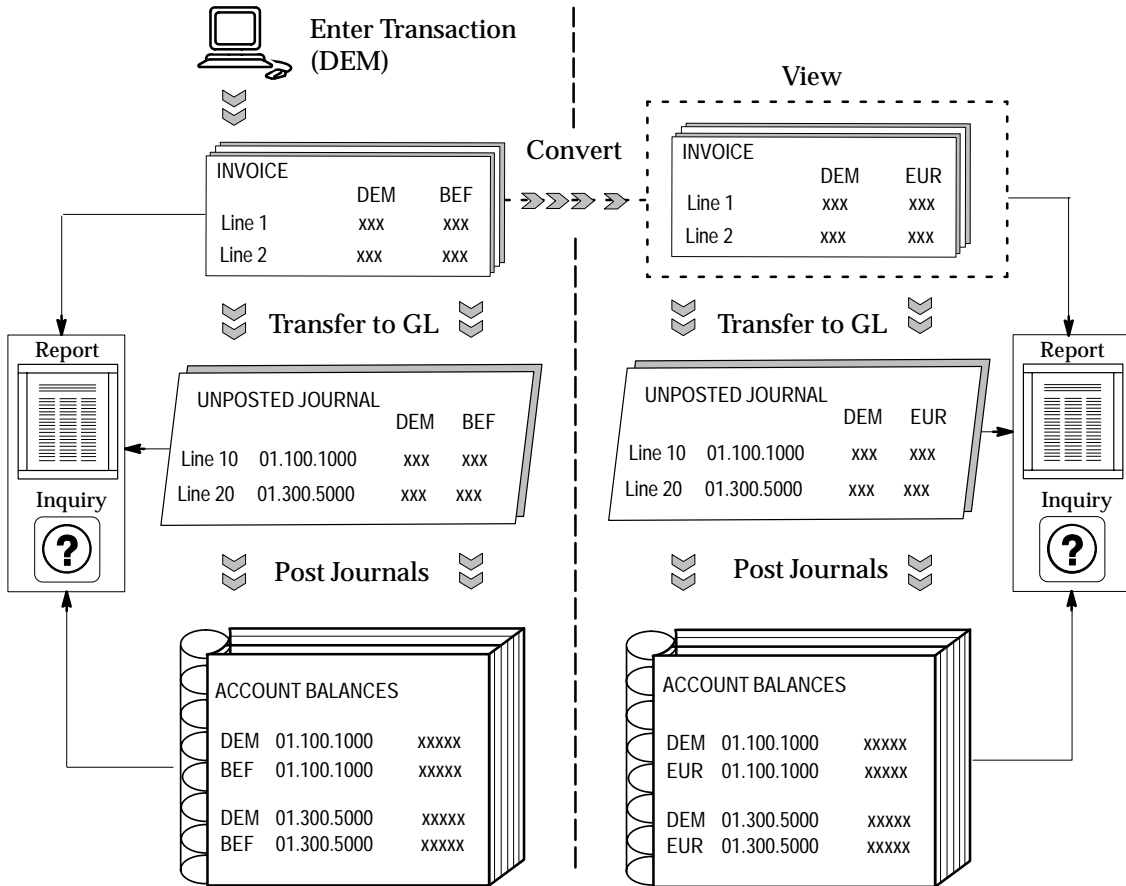 Enter Transaction
(DEM)
INVOICE
DEM BEF
Line 1 xxx xxx
Line 2 xxx xxx
Convert
View
INVOICE
DEM EUR
Line 1 xxx xxx
Line 2 xxx xxx
Transfer to GL
Transfer to GL
Report
Inquiry
?
UNPOSTED JOURNAL
DEM BEF
Line 10 01.100.1000 xxx xxx
Line 20 01.300.5000 xxx xxx
UNPOSTED JOURNAL
DEM EUR
Line 10 01.100.1000 xxx xxx
Line 20 01.300.5000 xxx xxx
Report
Inquiry
?
Post Journals
Post Journals
ACCOUNT BALANCES
DEM 01.100.1000 xxxxx
BEF 01.100.1000 xxxxx
DEM 01.300.5000 xxxxx
BEF 01.300.5000 xxxxx
ACCOUNT BALANCES
DEM 01.100.1000 xxxxx
EUR 01.100.1000 xxxxx
DEM 01.300.5000 xxxxx
EUR 01.300.5000 xxxxx